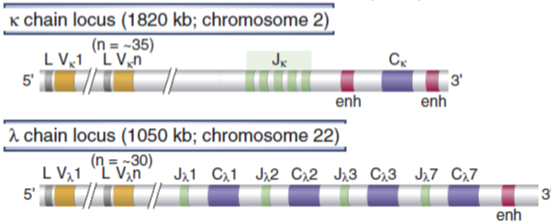 κ chain locus (1820 kb; chromosome 2)
(n = ~35)
L Vκ1 L Vκn Jκ Cκ
5' 3'
enh enh
λ chain locus (1050 kb; chromosome 22)
(n = ~30)
L Vλ1 L Vλn Jλ1 Cλ1 Jλ2 Cλ2 Jλ3 Cλ3 Jλ7 Cλ7
5' 3
enh